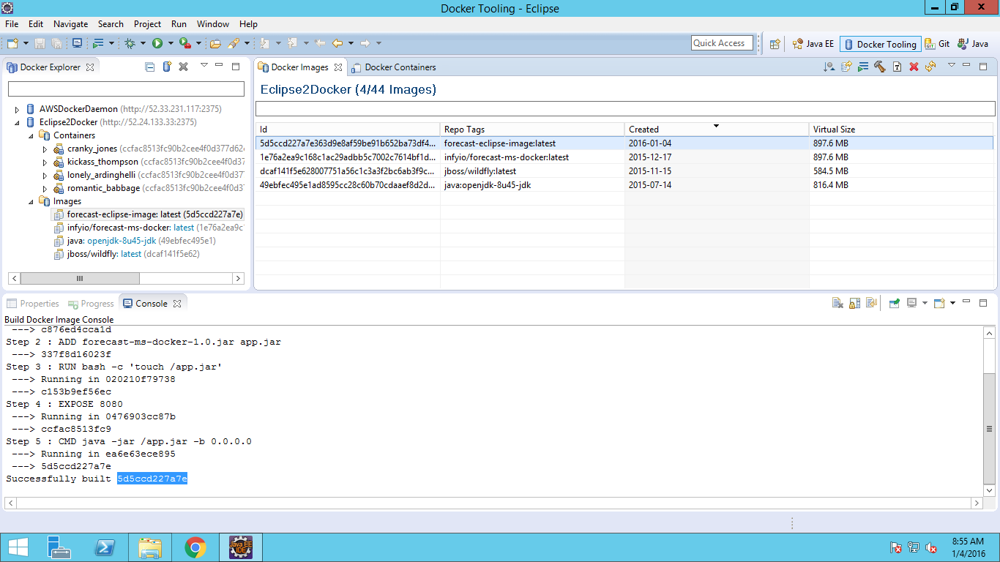 Docker Tooling - Eclipse
File Edit Navigate Search Project Run Window Help
Quick Access
Java EE
Docker Tooling
Git
Java
Docker Explorer
AWSDockerDaemon (http://52.33.231.117:2375)
Eclipse2Docker (http://52.24.133.33:2375)
Containers
cranky_jones (ccfac8513fc90b2cee4f0d377d62
kickass_thompson (ccfac8513fc90b2cee4f0d37
lonely_ardinghelli (ccfac8513fc90b2cee4f0d37
romantic_babbage (ccfac8513fc90b2cee4f0d3
Images
forecast-eclipse-image: latest (5d5ccd227a7e)
infyio/forecast-ms-docker: latest (1e76a2ea9c
java: openjdk-8u45-jdk (49ebfec495e1)
jboss/wildfly: latest (dcaf141f5e62)
Docker Images
Docker Containers
Eclipse2Docker (4/44 Images)
Id Repo Tags Created Virtual Size
5d5ccd227a7e363d9e8af59be91b652ba73df4... forecast-eclipse-image:latest 2016-01-04 897.6 MB
1e76a2ea9c168c1ac29adbb5c7002c7614bf1d... infyio/forecast-ms-docker:latest 2015-12-17 897.6 MB
dcaf141f5e628007751a56c1c3a3f2bc6ab3f9c... jboss/wildfly:latest 2015-11-15 584.5 MB
49ebfec495e1ad8595cc28c60b70cdaaef8d2d... java:openjdk-8u45-jdk 2015-07-14 816.4 MB
Properties
Progress
Console
Build Docker Image Console
---> c876ed4cca1d
Step 2 : ADD forecast-ms-docker-1.0.jar app.jar
---> 337f8d16023f
Step 3 : RUN bash -c 'touch /app.jar'
---> Running in 020210f79738
---> c153b9ef56ec
Step 4 : EXPOSE 8080
---> Running in 0476903cc87b
---> ccfac8513fc9
Step 5 : CMD java -jar /app.jar -b 0.0.0.0
---> Running in ea6e63ece895
---> 5d5ccd227a7e
Successfully built 5d5ccd227a7e
Java EE
IDE
8:55 AM
1/4/2016